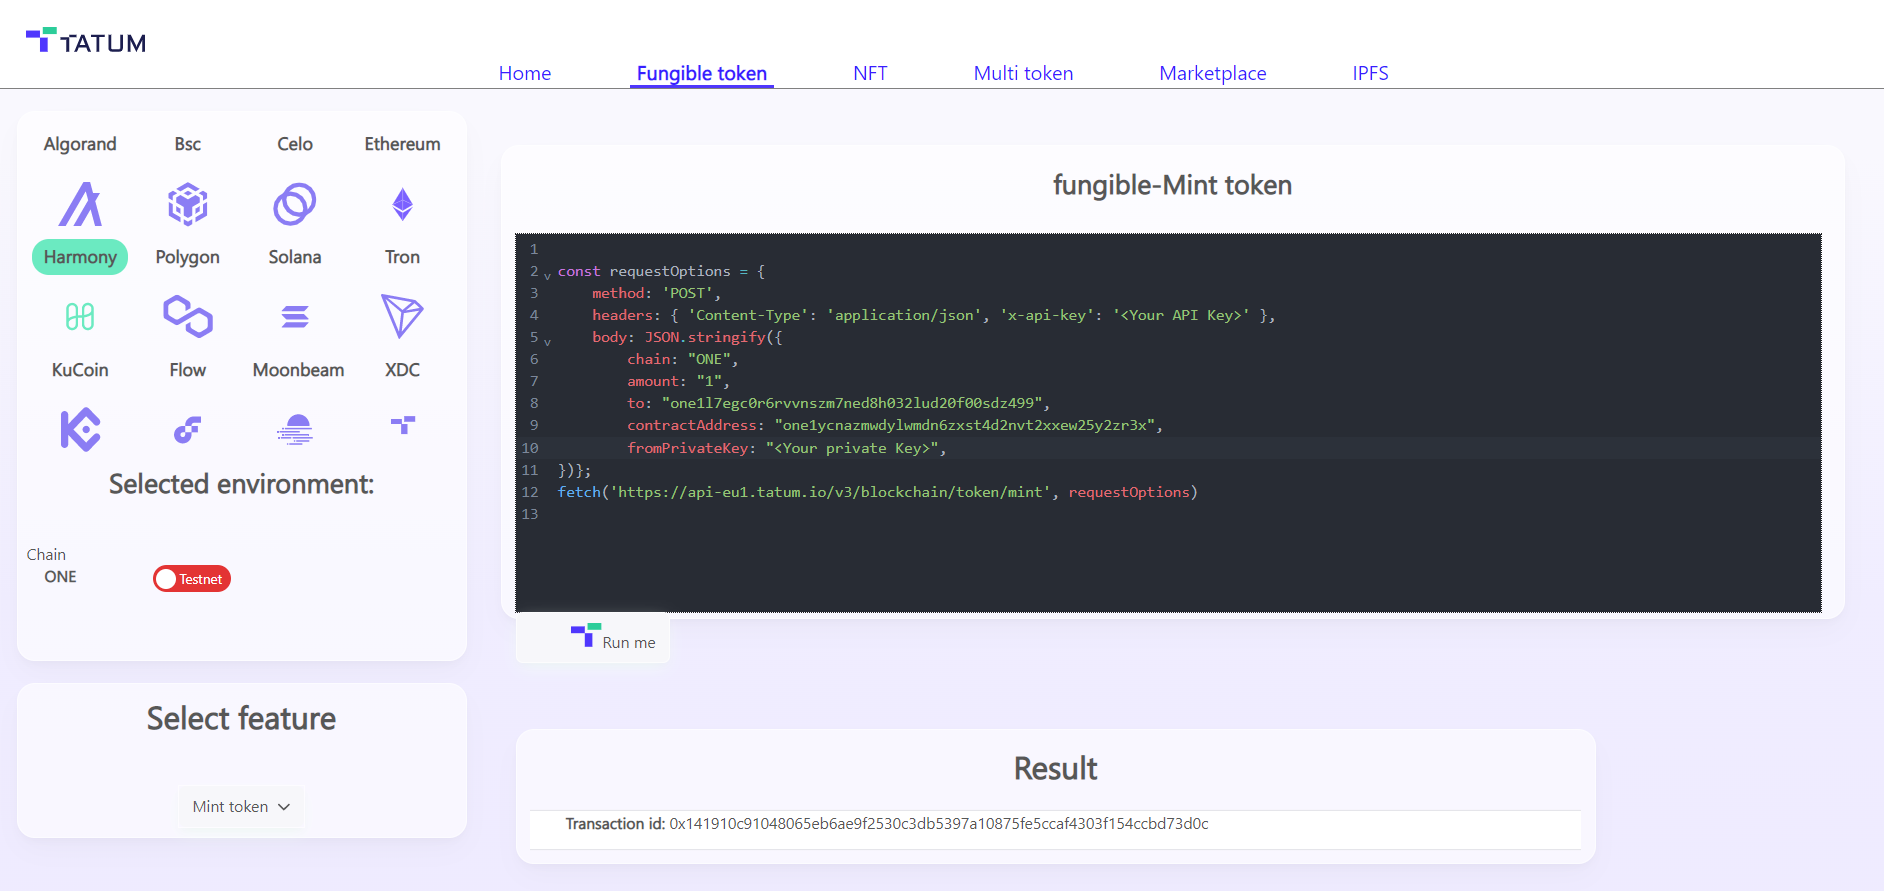 TATUM
Home
Fungible token
NFT
Multi token
Marketplace
IPFS
Algorand
Bsc
Celo
Ethereum
Harmony
Polygon
Solana
Tron
KuCoin
Flow
Moonbeam
XDC
Selected environment:
Chain
ONE
Testnet
Select feature
Mint token
fungible-Mint token
1
2 const requestOptions = {
3 method: 'POST',
4 headers: { 'Content-Type': 'application/json', 'x-api-key': '<Your API Key>' },
5 body: JSON.stringify({
6 chain: "ONE",
7 amount: "1",
8 to: "one1l7egc0r6rvvnszm7ned8h032lud20f00sdz499",
9 contractAddress: "one1ycnazmwdylwmdn6zxst4d2nvt2xxew25y2zr3x",
10 fromPrivateKey: "<Your private Key>",
11 })};
12 fetch('https://api-eu1.tatum.io/v3/blockchain/token/mint', requestOptions)
13
Run me
Result
Transaction id: 0x141910c91048065eb6ae9f2530c3db5397a10875fe5ccaf4303f154ccbd73d0c